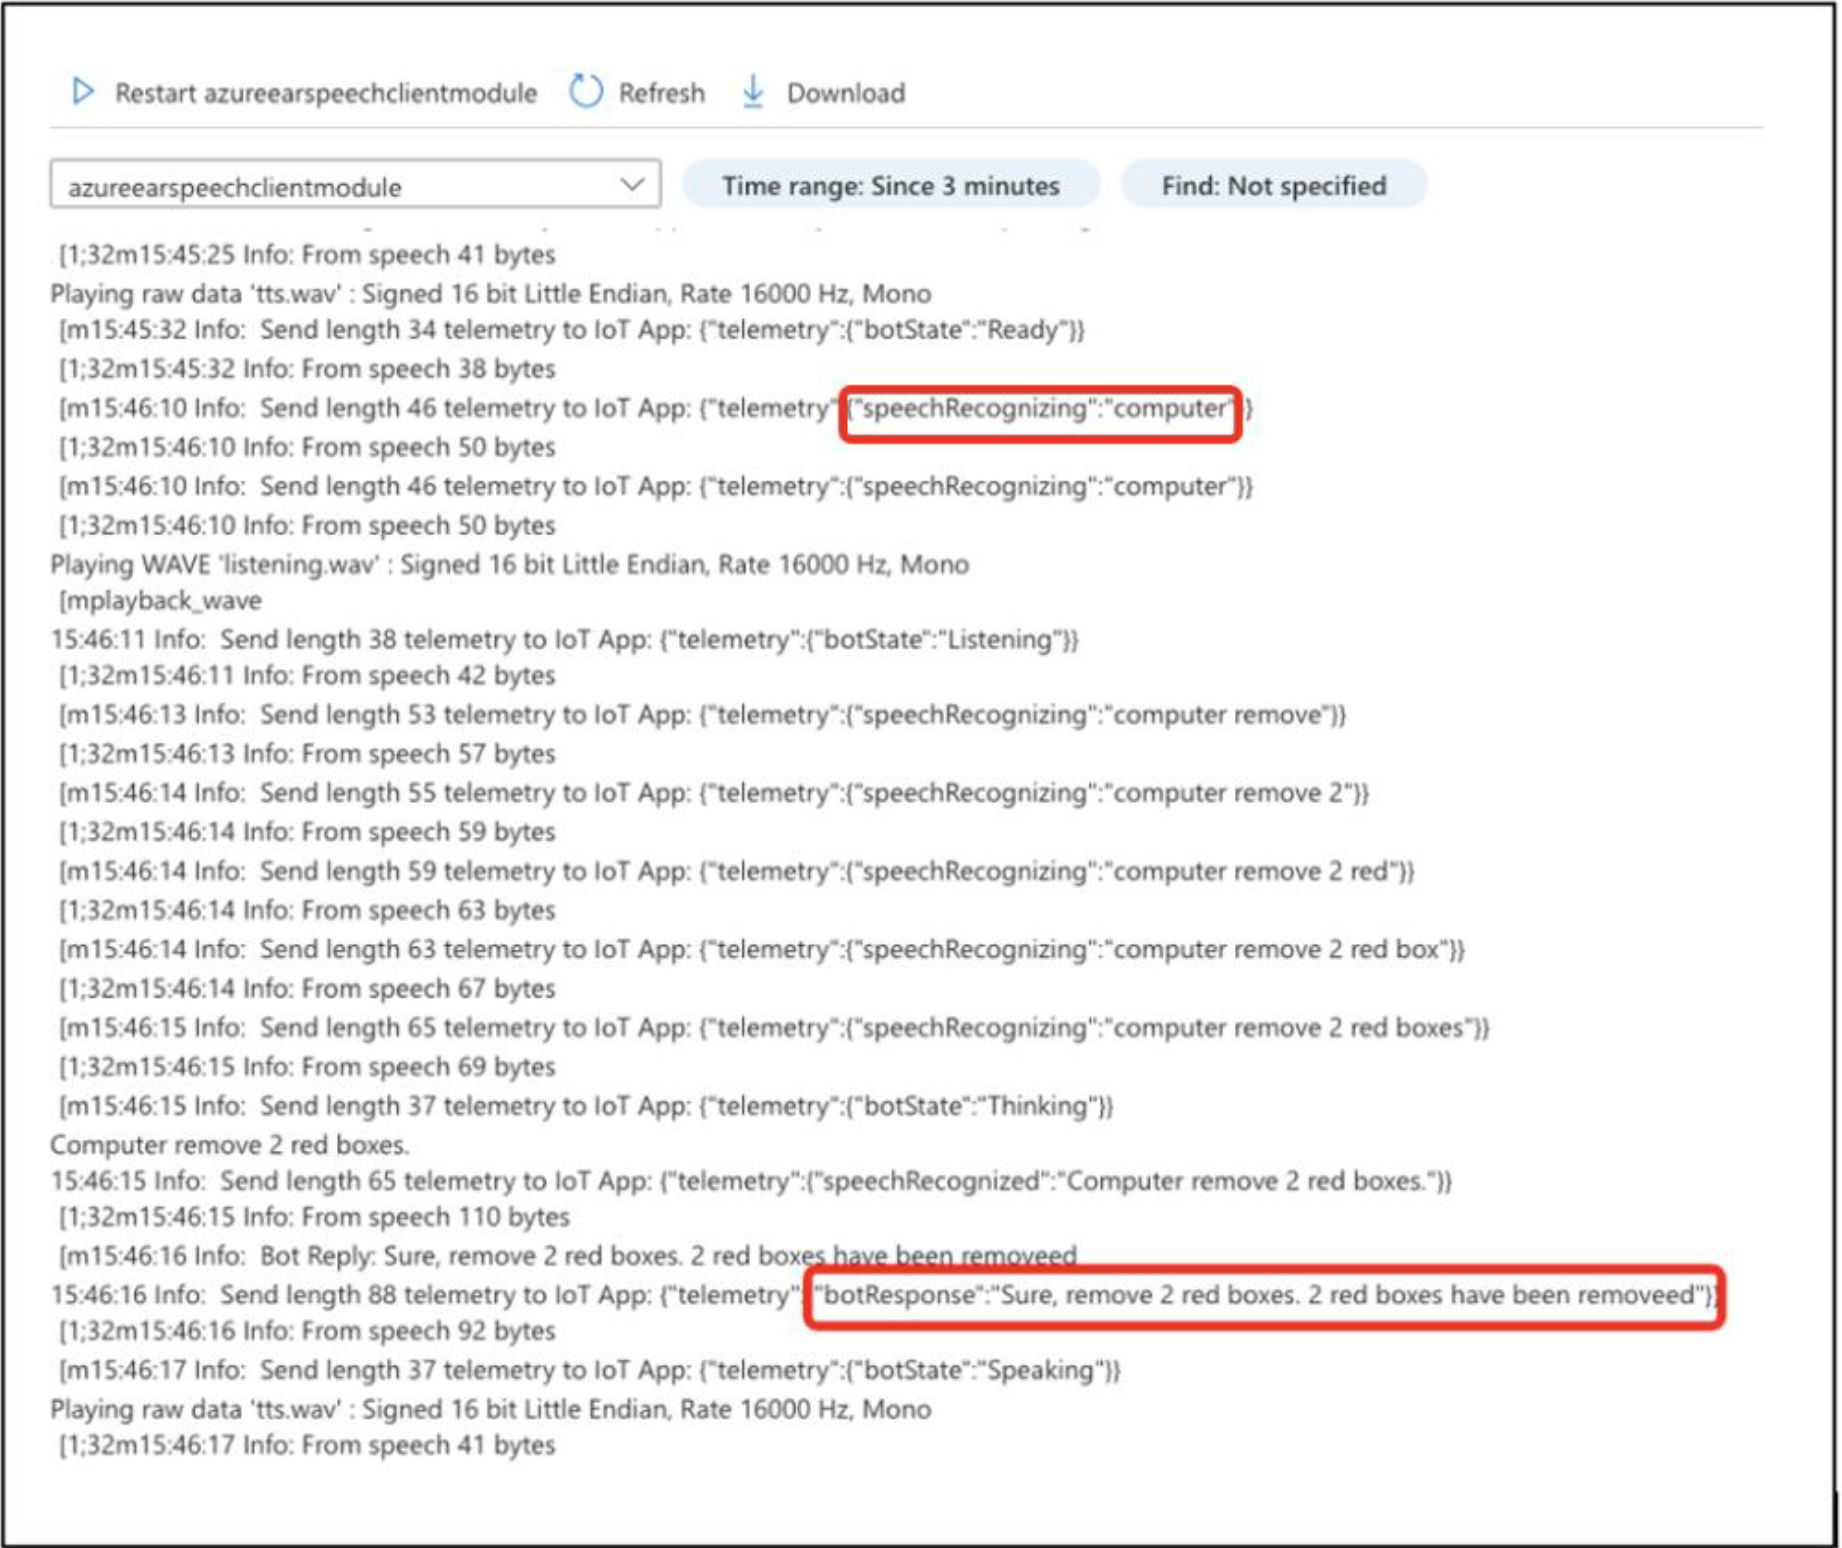 Restart azureearspeechclientmodule Refresh Download
azureearspeechclientmodule Time range: Since 3 minutes Find: Not specified
[1;32m15:45:25 Info: From speech 41 bytes
Playing raw data 'tts.wav' : Signed 16 bit Little Endian, Rate 16000 Hz, Mono
[m15:45:32 Info:  Send length 34 telemetry to IoT App: {"telemetry":{"botState":"Ready"}}
[1;32m15:45:32 Info: From speech 38 bytes
[m15:46:10 Info:  Send length 46 telemetry to IoT App: {"telemetry":{"speechRecognizing":"computer"}}
[1;32m15:46:10 Info: From speech 50 bytes
[m15:46:10 Info:  Send length 46 telemetry to IoT App: {"telemetry":{"speechRecognizing":"computer"}}
[1;32m15:46:10 Info: From speech 50 bytes
Playing WAVE 'listening.wav' : Signed 16 bit Little Endian, Rate 16000 Hz, Mono
[mplayback_wave
15:46:11 Info:  Send length 38 telemetry to IoT App: {"telemetry":{"botState":"Listening"}}
[1;32m15:46:11 Info: From speech 42 bytes
[m15:46:13 Info:  Send length 53 telemetry to IoT App: {"telemetry":{"speechRecognizing":"computer remove"}}
[1;32m15:46:13 Info: From speech 57 bytes
[m15:46:14 Info:  Send length 55 telemetry to IoT App: {"telemetry":{"speechRecognizing":"computer remove 2"}}
[1;32m15:46:14 Info: From speech 59 bytes
[m15:46:14 Info:  Send length 59 telemetry to IoT App: {"telemetry":{"speechRecognizing":"computer remove 2 red"}}
[1;32m15:46:14 Info: From speech 63 bytes
[m15:46:14 Info:  Send length 63 telemetry to IoT App: {"telemetry":{"speechRecognizing":"computer remove 2 red box"}}
[1;32m15:46:14 Info: From speech 67 bytes
[m15:46:15 Info:  Send length 65 telemetry to IoT App: {"telemetry":{"speechRecognizing":"computer remove 2 red boxes"}}
[1;32m15:46:15 Info: From speech 69 bytes
[m15:46:15 Info:  Send length 37 telemetry to IoT App: {"telemetry":{"botState":"Thinking"}}
Computer remove 2 red boxes.
15:46:15 Info:  Send length 65 telemetry to IoT App: {"telemetry":{"speechRecognized":"Computer remove 2 red boxes."}}
[1;32m15:46:15 Info: From speech 110 bytes
[m15:46:16 Info:  Bot Reply: Sure, remove 2 red boxes. 2 red boxes have been removeed
15:46:16 Info:  Send length 88 telemetry to IoT App: {"telemetry":{"botResponse":"Sure, remove 2 red boxes. 2 red boxes have been removeed"}}
[1;32m15:46:16 Info: From speech 92 bytes
[m15:46:17 Info:  Send length 37 telemetry to IoT App: {"telemetry":{"botState":"Speaking"}}
Playing raw data 'tts.wav' : Signed 16 bit Little Endian, Rate 16000 Hz, Mono
[1;32m15:46:17 Info: From speech 41 bytes